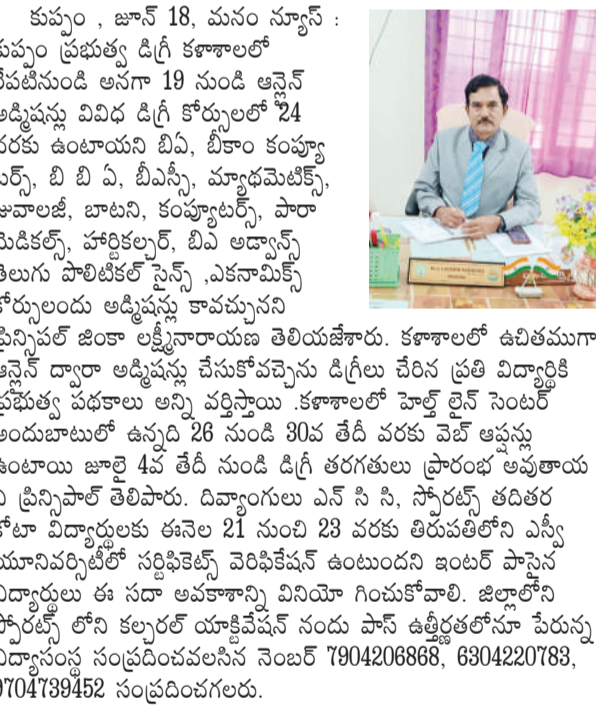 కుప్పం , జూన్ 18, మనం న్యూస్ :
కుప్పం ప్రభుత్వ డిగ్రీ కళాశాలలో
రేపటినుండి అనగా 19 నుండి ఆన్లైన్
అడ్మిషన్లు వివిధ డిగ్రీ కోర్సులలో 24
వరకు ఉంటాయని బిఏ, బీకాం కంప్యూ
టర్స్, బి బి ఏ, బీఎస్సీ, మ్యాథమెటిక్స్,
జువాలజీ, బాటని, కంప్యూటర్స్, పారా
మెడికల్స్, హార్టికల్చర్, బిఎ అడ్వాన్స్
తెలుగు పొలిటికల్ సైన్స్ ,ఎకనామిక్స్
కోర్సులందు అడ్మిషన్లు కావచ్చునని
ప్రిన్సిపల్ జింకా లక్ష్మీనారాయణ తెలియజేశారు. కళాశాలలో ఉచితముగా
ఆన్లైన్ ద్వారా అడ్మిషన్లు చేసుకోవచ్చెను డిగ్రీలు చేరిన ప్రతి విద్యార్థికి
ప్రభుత్వ పథకాలు అన్ని వర్తిస్తాయి .కళాశాలలో హెల్త్ లైన్ సెంటర్
అందుబాటులో ఉన్నది 26 నుండి 30వ తేదీ వరకు వెబ్ ఆప్షన్లు
ఉంటాయి జూలై 4వ తేదీ నుండి డిగ్రీ తరగతులు ప్రారంభ అవుతాయ
ని ప్రిన్సిపాల్ తెలిపారు. దివ్యాంగులు ఎన్ సి సి, స్పోరట్స్ తదితర
కోటా విద్యార్థులకు ఈనెల 21 నుంచి 23 వరకు తిరుపతిలోని ఎస్వీ
యూనివర్సిటీలో సర్టిఫికెట్స్ వెరిఫికేషన్ ఉంటుందని ఇంటర్ పాసైన
విద్యార్థులు ఈ సదా అవకాశాన్ని వినియో గించుకోవాలి. జిల్లాలోని
స్పోరట్స్ లోని కల్చరల్ యాక్టివేషన్ నందు పాస్ ఉత్తీర్ణతలోనూ పేరున్న
విద్యాసంస్థ సంప్రదించవలసిన నెంబర్ 7904206868, 6304220783,
9704739452 సంప్రదించగలరు.